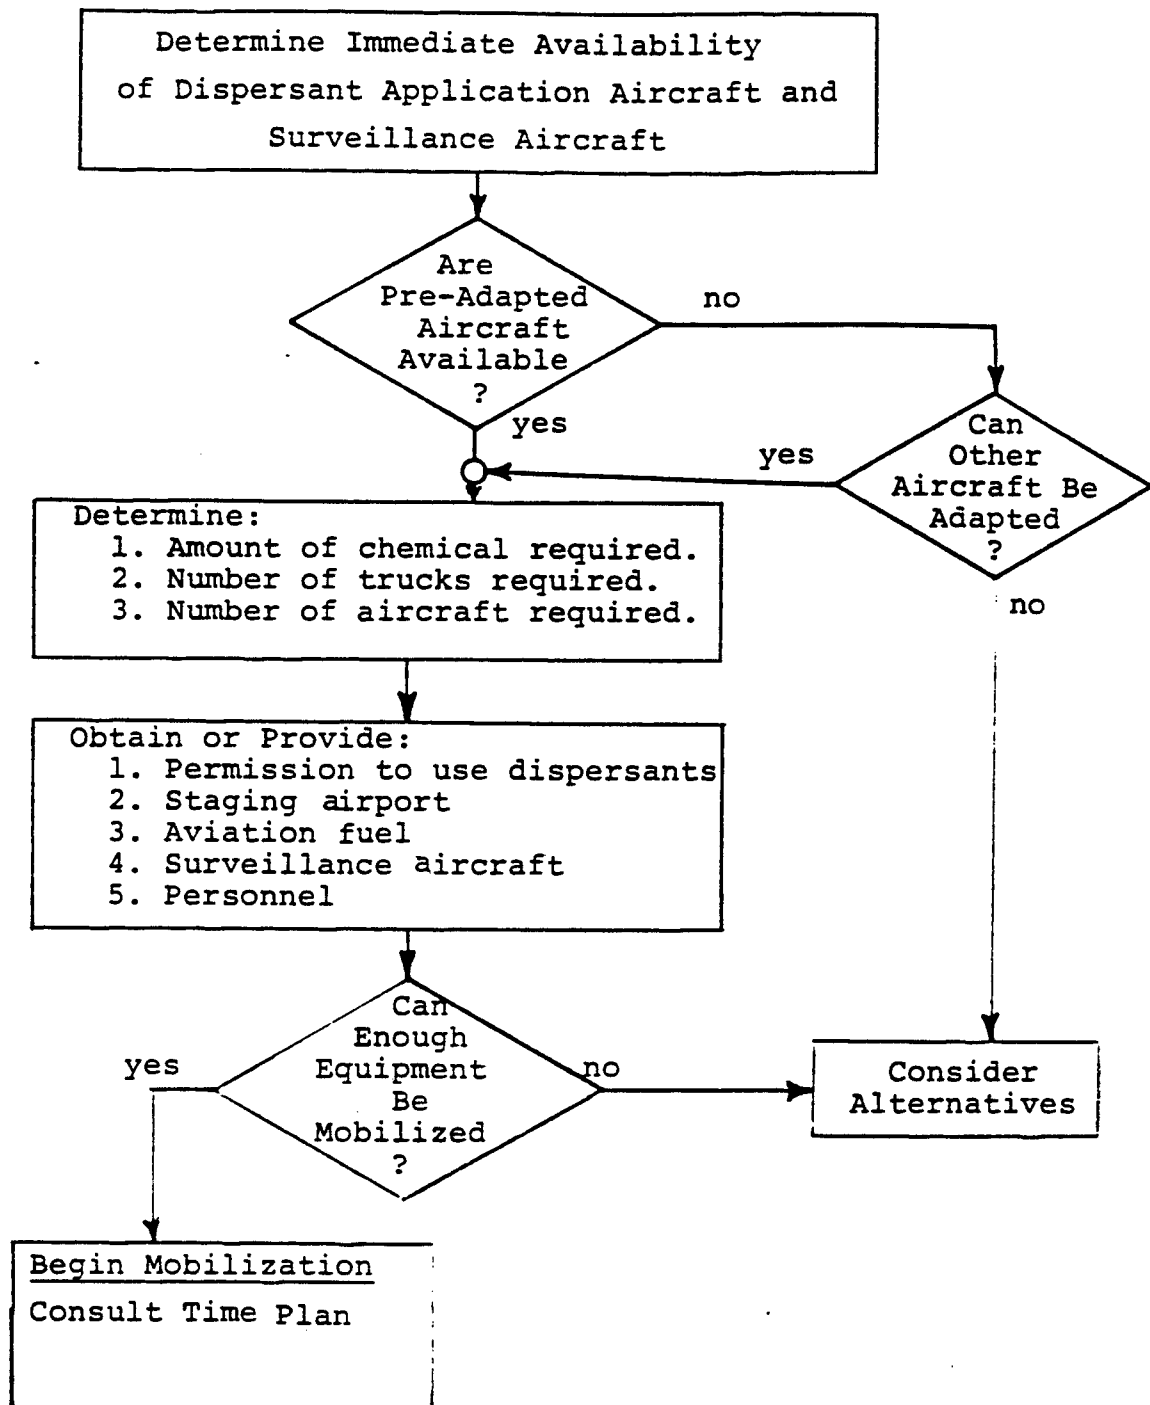 Determine Immediate Availability
of Dispersant Application Aircraft and
Surveillance Aircraft
Are
Pre-Adapted
Aircraft
Available
?
no
yes
Can
Other
Aircraft Be
Adapted
?
yes
no
Determine:
1. Amount of chemical required.
2. Number of trucks required.
3. Number of aircraft required.
Obtain or Provide:
1. Permission to use dispersants
2. Staging airport
3. Aviation fuel
4. Surveillance aircraft
5. Personnel
Can
Enough
Equipment
Be
Mobilized
?
yes
no
Consider
Alternatives
Begin Mobilization
Consult Time Plan